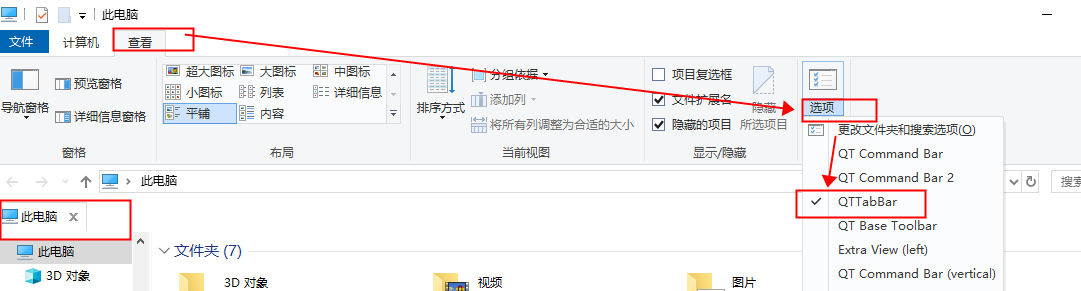 此电脑
文件 计算机 查看
导航窗格 预览窗格 详细信息窗格
窗格
超大图标 大图标 中图标
小图标 列表 详细信息
平铺 内容
布局
排序方式 分组依据
添加列
将所有列调整为合适的大小
当前视图
项目复选框
文件扩展名
隐藏的项目
隐藏
所选项目
显示/隐藏
选项
更改文件夹和搜索选项(O)
QT Command Bar
QT Command Bar 2
QTTabBar
QT Base Toolbar
Extra View (left)
QT Command Bar (vertical)
此电脑
搜索
此电脑
此电脑
3D 对象
文件夹 (7)
3D 对象 视频 图片